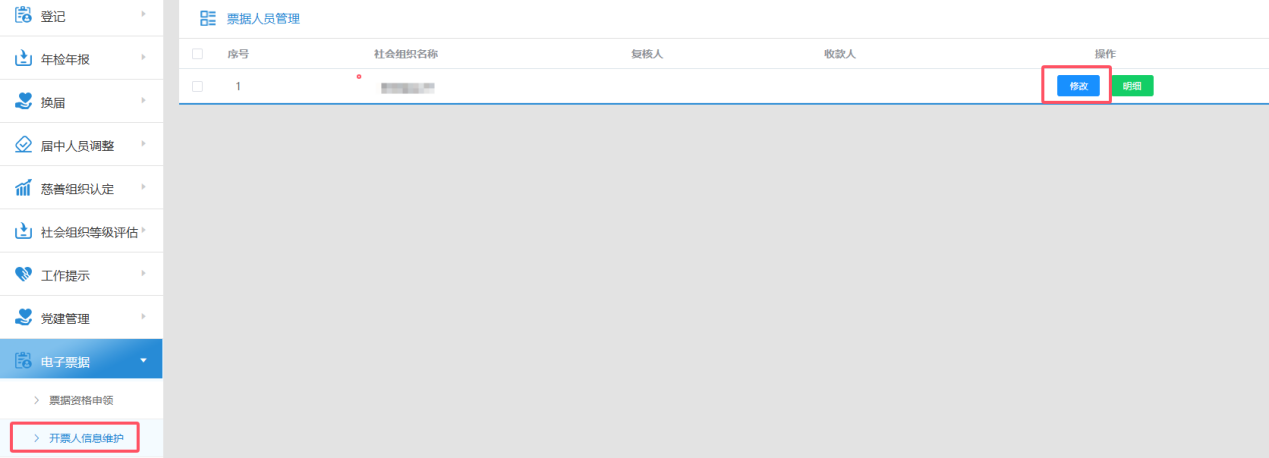 登记
年检年报
换届
届中人员调整
慈善组织认定
社会组织等级评估
工作提示
党建管理
电子票据
票据资格申领
开票人信息维护
票据人员管理
序号 社会组织名称 复核人 收款人 操作
1 修改 明细